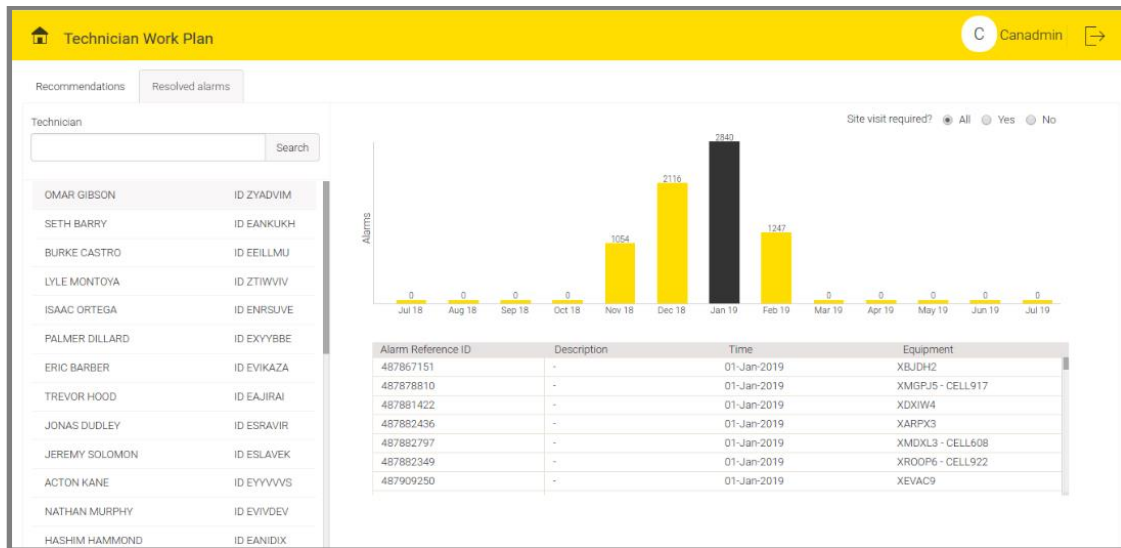 Technician Work Plan
C Canadmin
Recommendations Resolved alarms
Technician
Search
OMAR GIBSON ID ZYADVIM
SETH BARRY ID EANKUKH
BURKE CASTRO ID EEILLMU
LYLE MONTOYA ID ZTIWVIV
ISAAC ORTEGA ID ENRSUVE
PALMER DILLARD ID EXYYBBE
ERIC BARBER ID EVIKAZA
TREVOR HOOD ID EAJIRAI
JONAS DUDLEY ID ESRAVIR
JEREMY SOLOMON ID ESLAVEK
ACTON KANE ID EYYVVVS
NATHAN MURPHY ID EVIVDEV
HASHIM HAMMOND ID EANIDIX
Site visit required? All Yes No
Alarms
0 0 0 0 1054 2116 2840 1247 0 0 0 0 0
Jul 18 Aug 18 Sep 18 Oct 18 Nov 18 Dec 18 Jan 19 Feb 19 Mar 19 Apr 19 May 19 Jun 19 Jul 19
Alarm Reference ID Description Time Equipment
487867151 - 01-Jan-2019 XBJDH2
487878810 - 01-Jan-2019 XMGPJ5 - CELL917
487881422 - 01-Jan-2019 XDXIW4
487882436 - 01-Jan-2019 XARPX3
487882797 - 01-Jan-2019 XMDXL3 - CELL608
487882349 - 01-Jan-2019 XROOP6 - CELL922
487909250 - 01-Jan-2019 XEVAC9